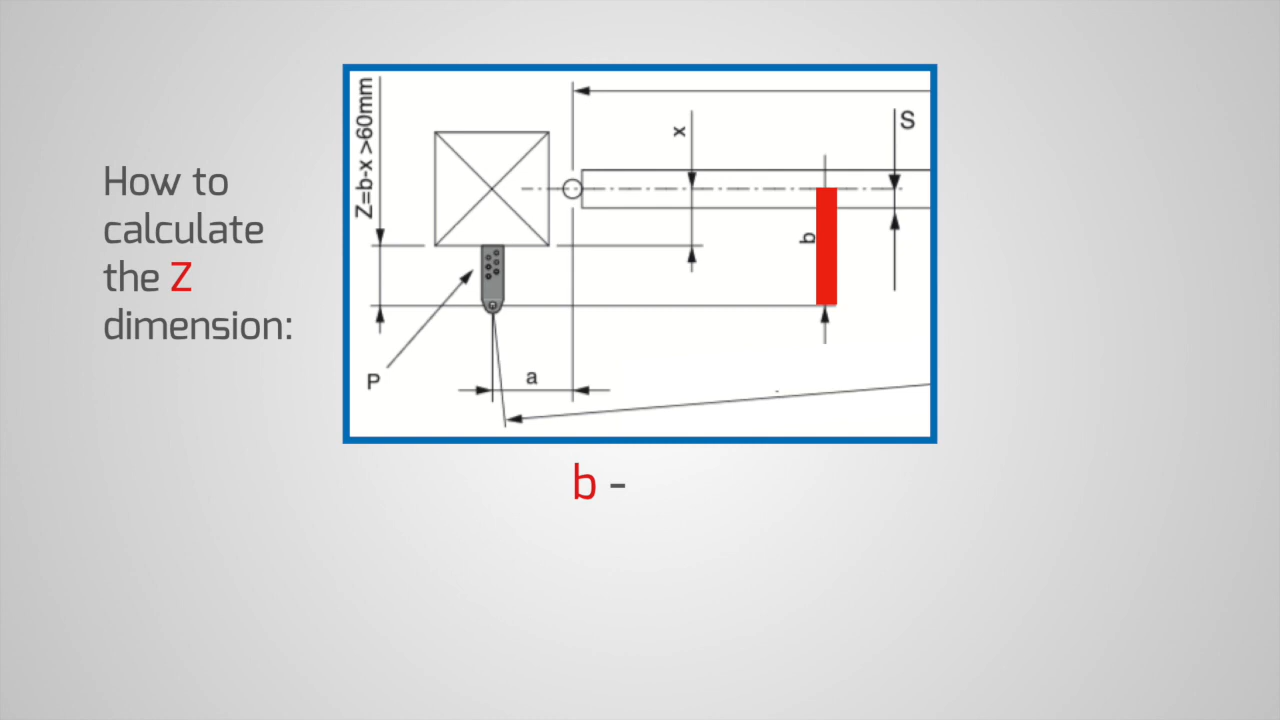 How to
calculate
the Z
dimension:
Z=b-x >60mm
x
S
b
P
a
b -